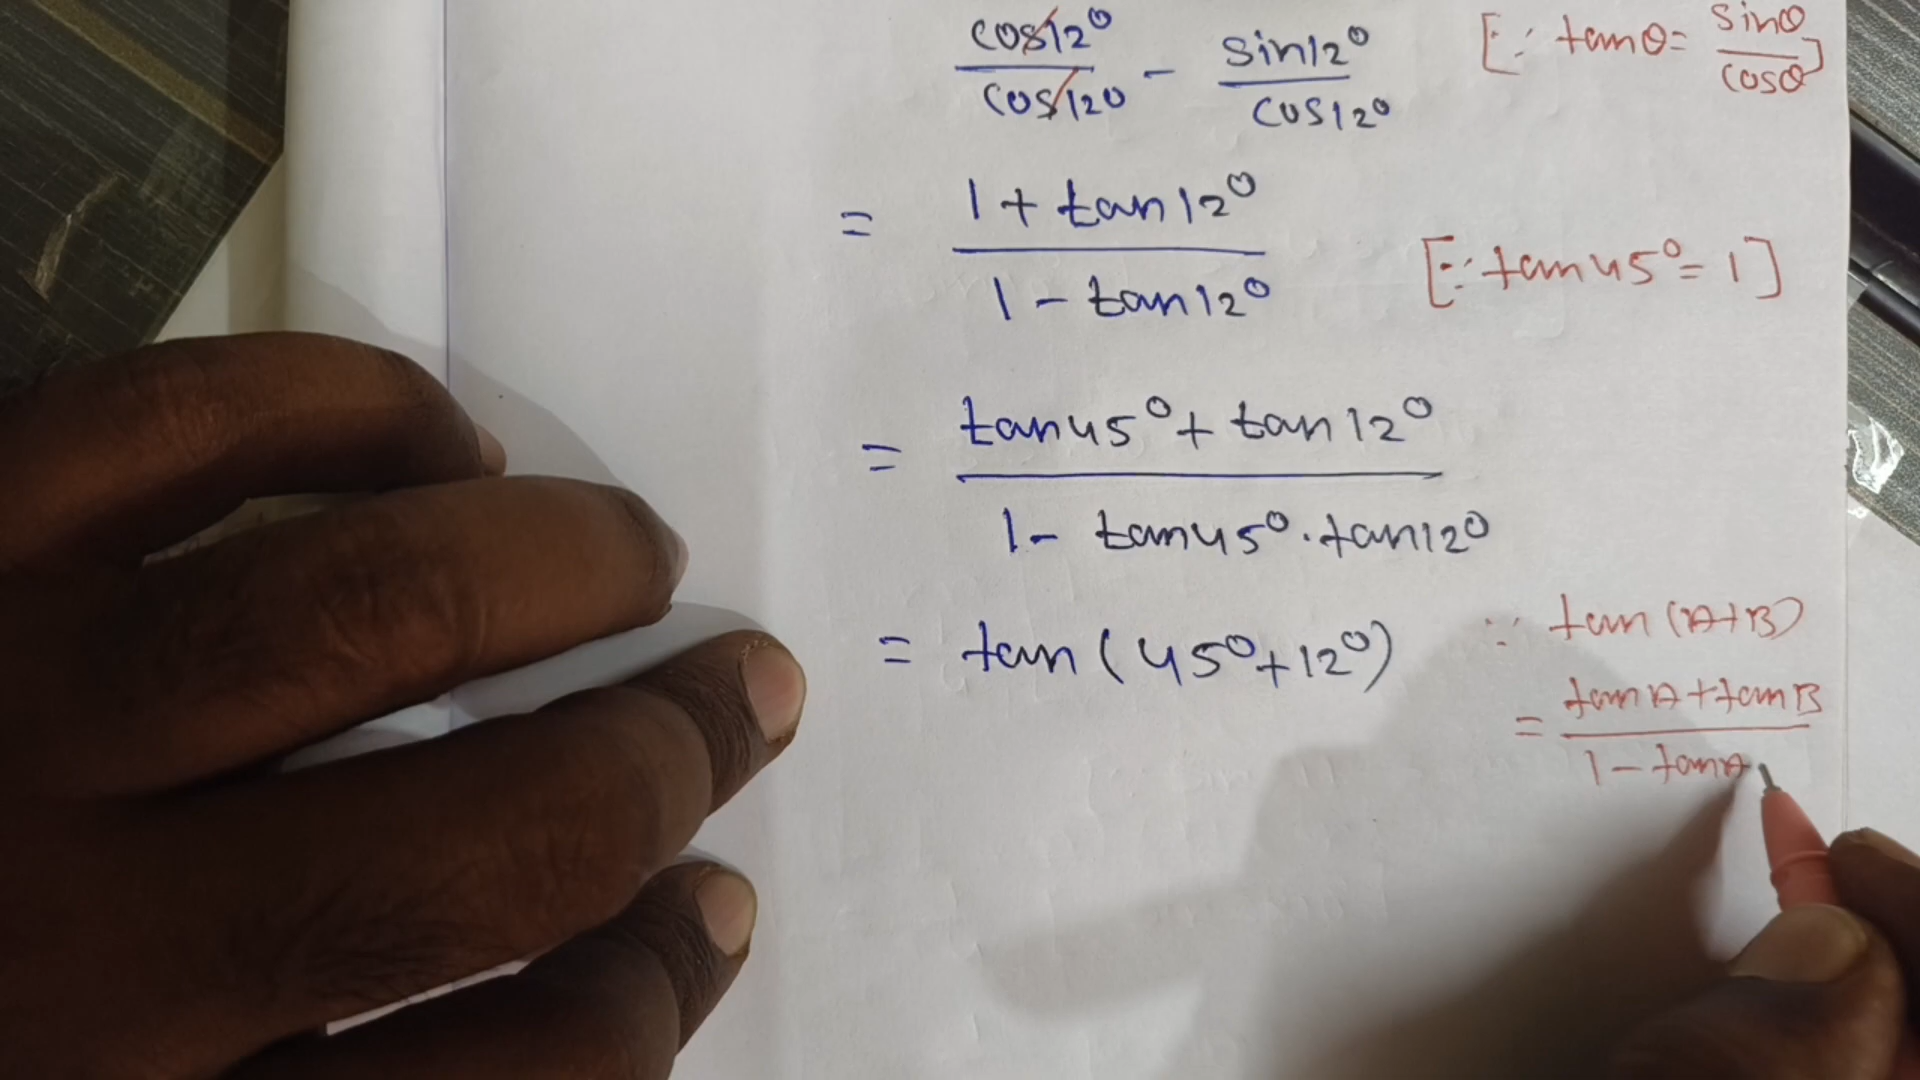 cos12° / cos12° - sin12° / cos12° [∵ tanθ = sinθ / cosθ]
= 1 + tan12° / 1 - tan12° [∵ tan45° = 1]
= tan45° + tan12° / 1 - tan45° . tan12°
= tan (45° + 12°) ∵ tan (A+B)
= tanA + tanB / 1 - tanA